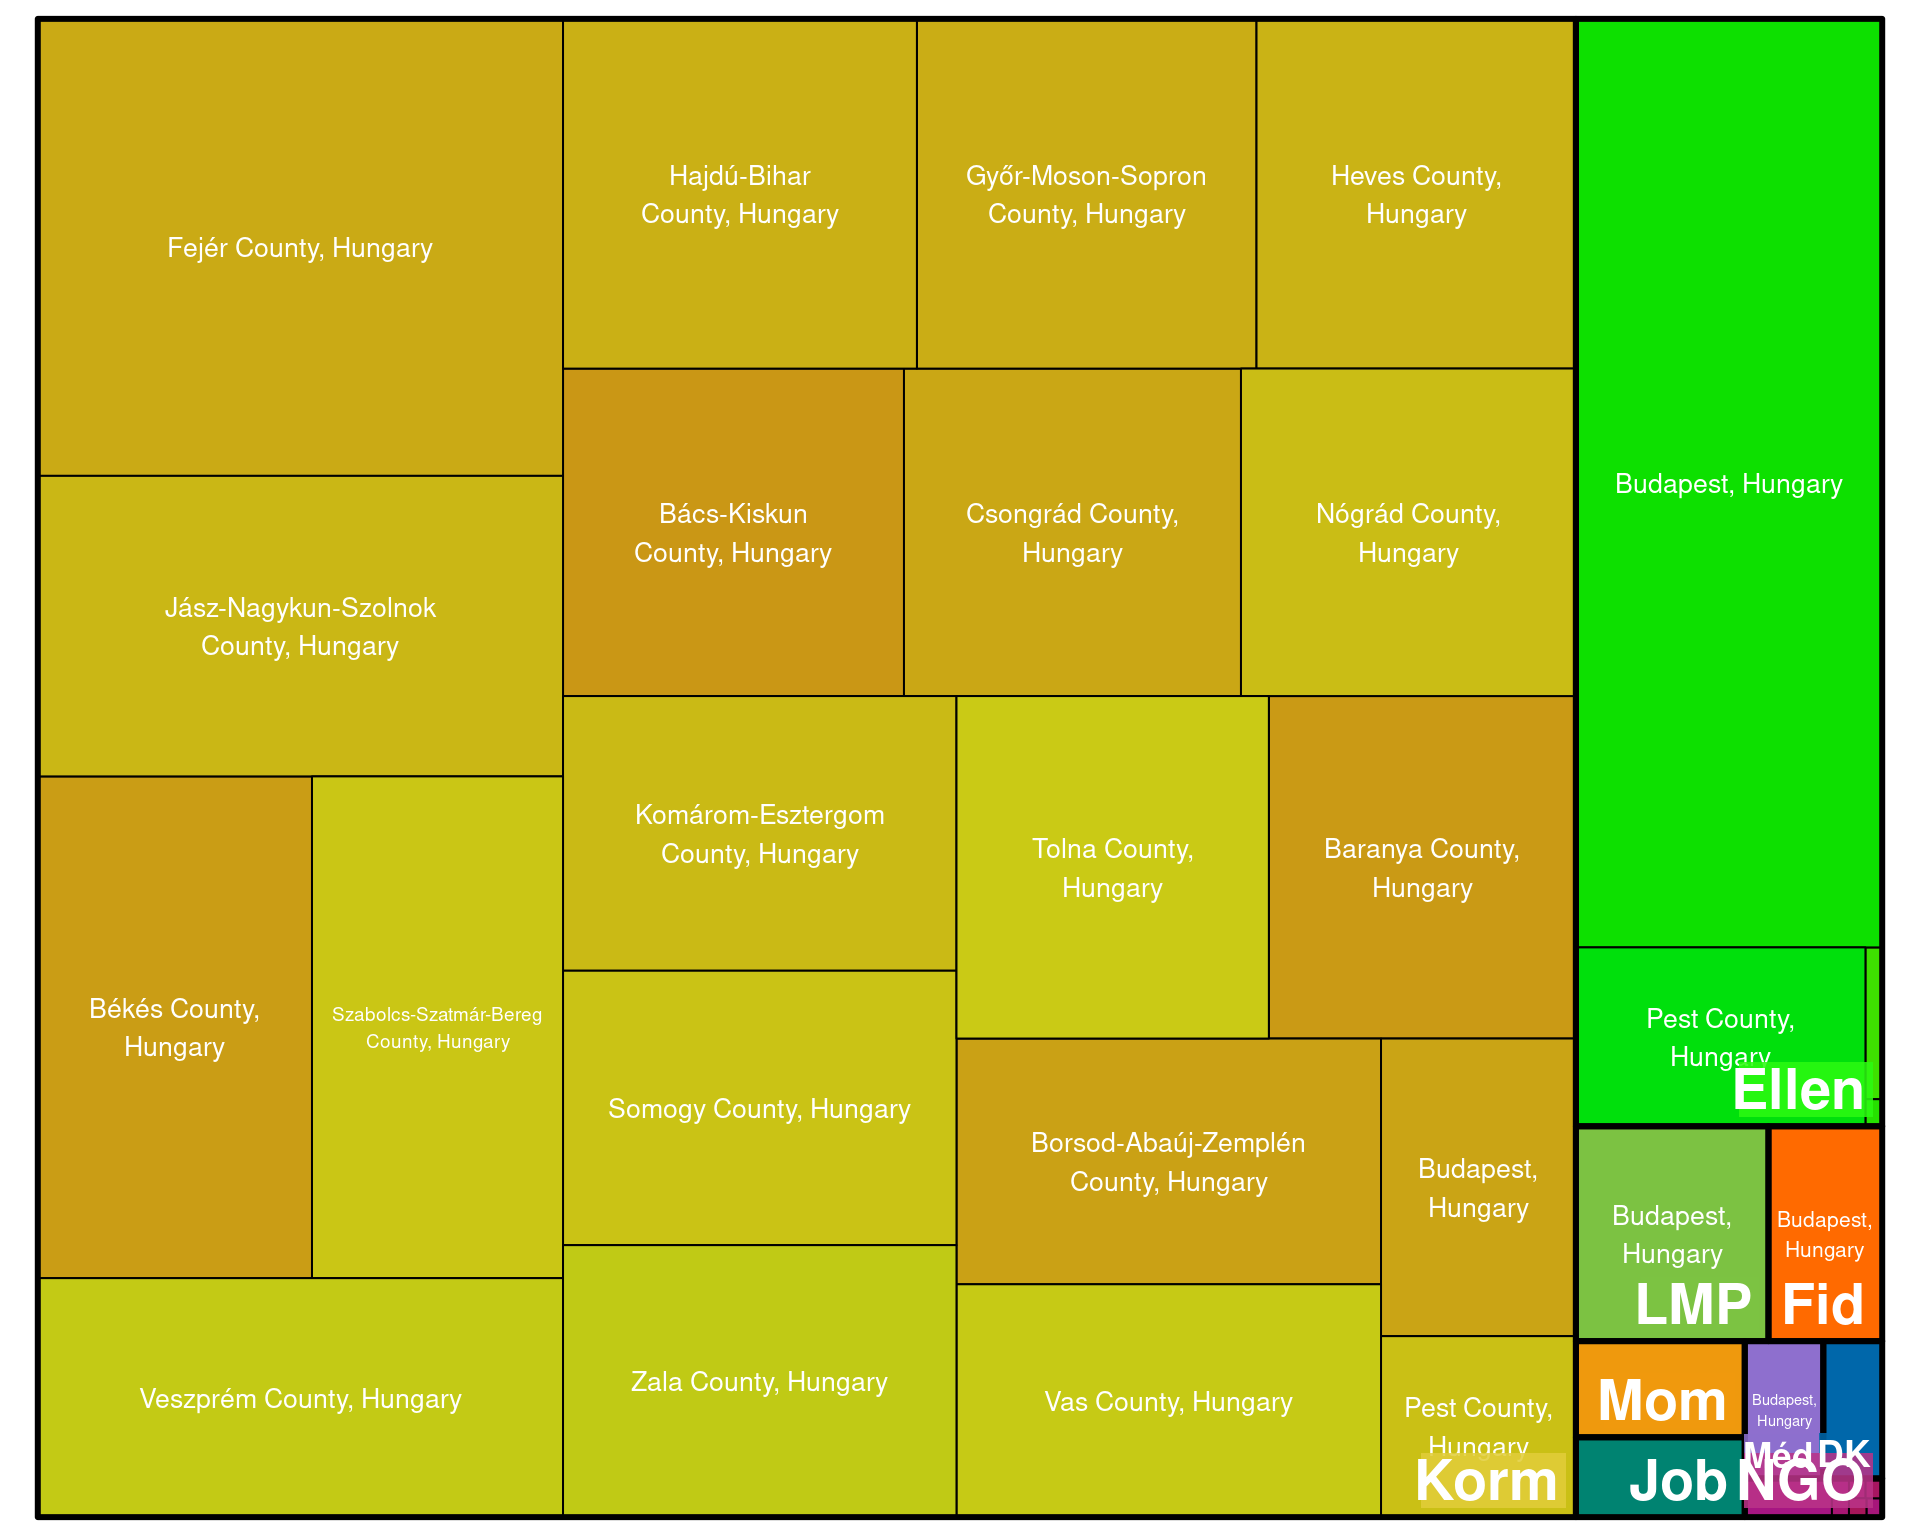 Fejér County, Hungary
Hajdú-Bihar
County, Hungary
Győr-Moson-Sopron
County, Hungary
Heves County,
Hungary
Bács-Kiskun
County, Hungary
Csongrád County,
Hungary
Nógrád County,
Hungary
Budapest, Hungary
Jász-Nagykun-Szolnok
County, Hungary
Komárom-Esztergom
County, Hungary
Tolna County,
Hungary
Baranya County,
Hungary
Békés County,
Hungary
Szabolcs-Szatmár-Bereg
County, Hungary
Somogy County, Hungary
Borsod-Abaúj-Zemplén
County, Hungary
Budapest,
Hungary
Pest County,
Hungary
Ellen
Budapest,
Hungary
LMP
Budapest,
Hungary
Fid
Veszprém County, Hungary
Zala County, Hungary
Vas County, Hungary
Pest County,
Hungary
Korm
Mom
Budapest,
Hungary
Méd
DK
Job
NGO